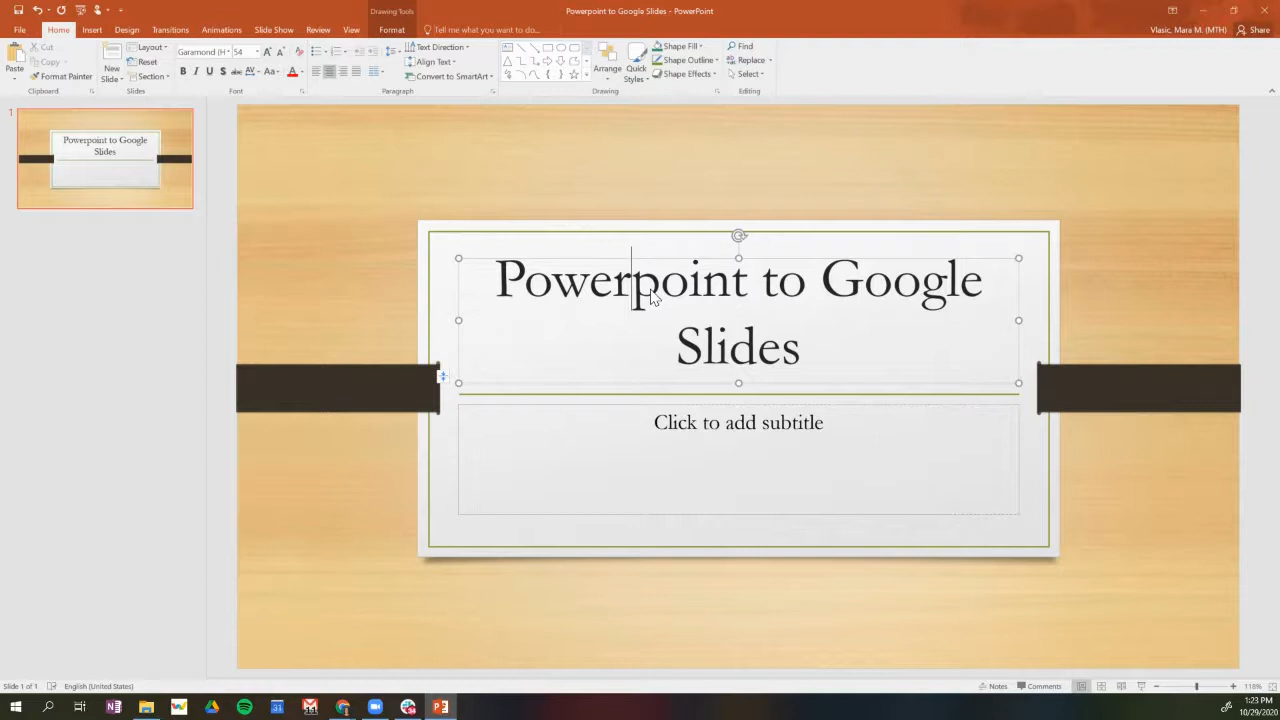 Drawing Tools
Powerpoint to Google Slides - PowerPoint
File Home Insert Design Transitions Animations Slide Show Review View Format Tell me what you want to do... Vlasic, Mara M. (MTH) Share
Cut
Copy
Format Painter
Paste
Clipboard
New
Slide
Layout
Reset
Section
Slides
Garamond (H 54
B I U S abc AV Aa A
Font
Text Direction
Align Text
Convert to SmartArt
Paragraph
Arrange
Quick
Styles
Shape Fill
Shape Outline
Shape Effects
Drawing
Find
Replace
Select
Editing
1
Powerpoint to Google
Slides
Powerpoint to Google
Slides
Click to add subtitle
Slide 1 of 1 English (United States) Notes Comments 118%
1:23 PM
10/29/2020